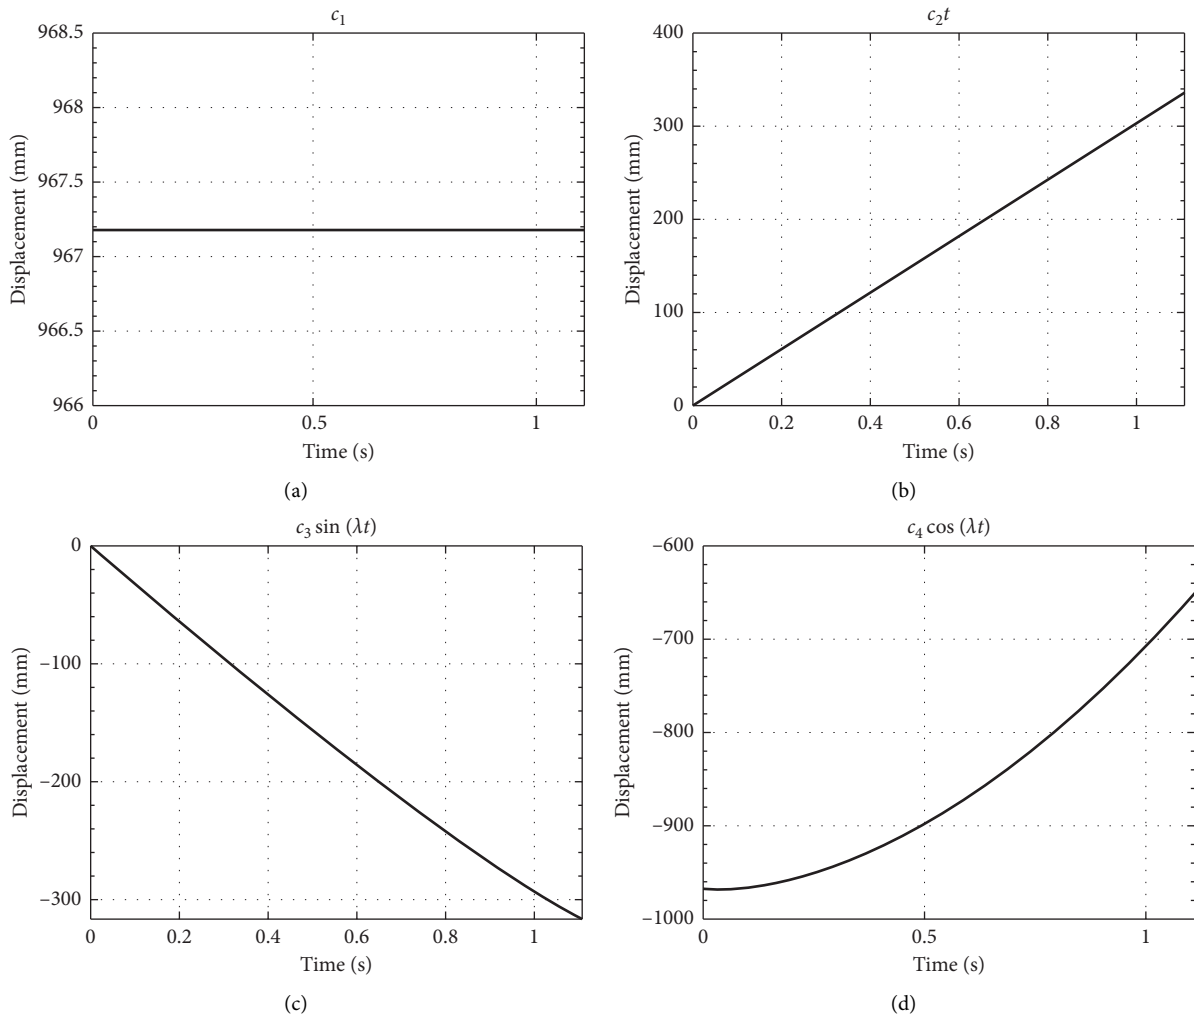 c1
968.5
968
967.5
967
966.5
966
Displacement (mm)
0
0.5
1
Time (s)
(a)
c2t
400
300
200
100
0
Displacement (mm)
0
0.2
0.4
0.6
0.8
1
Time (s)
(b)
c3 sin (λt)
0
–100
–200
–300
Displacement (mm)
0
0.2
0.4
0.6
0.8
1
Time (s)
(c)
c4 cos (λt)
–600
–700
–800
–900
–1000
Displacement (mm)
0
0.5
1
Time (s)
(d)